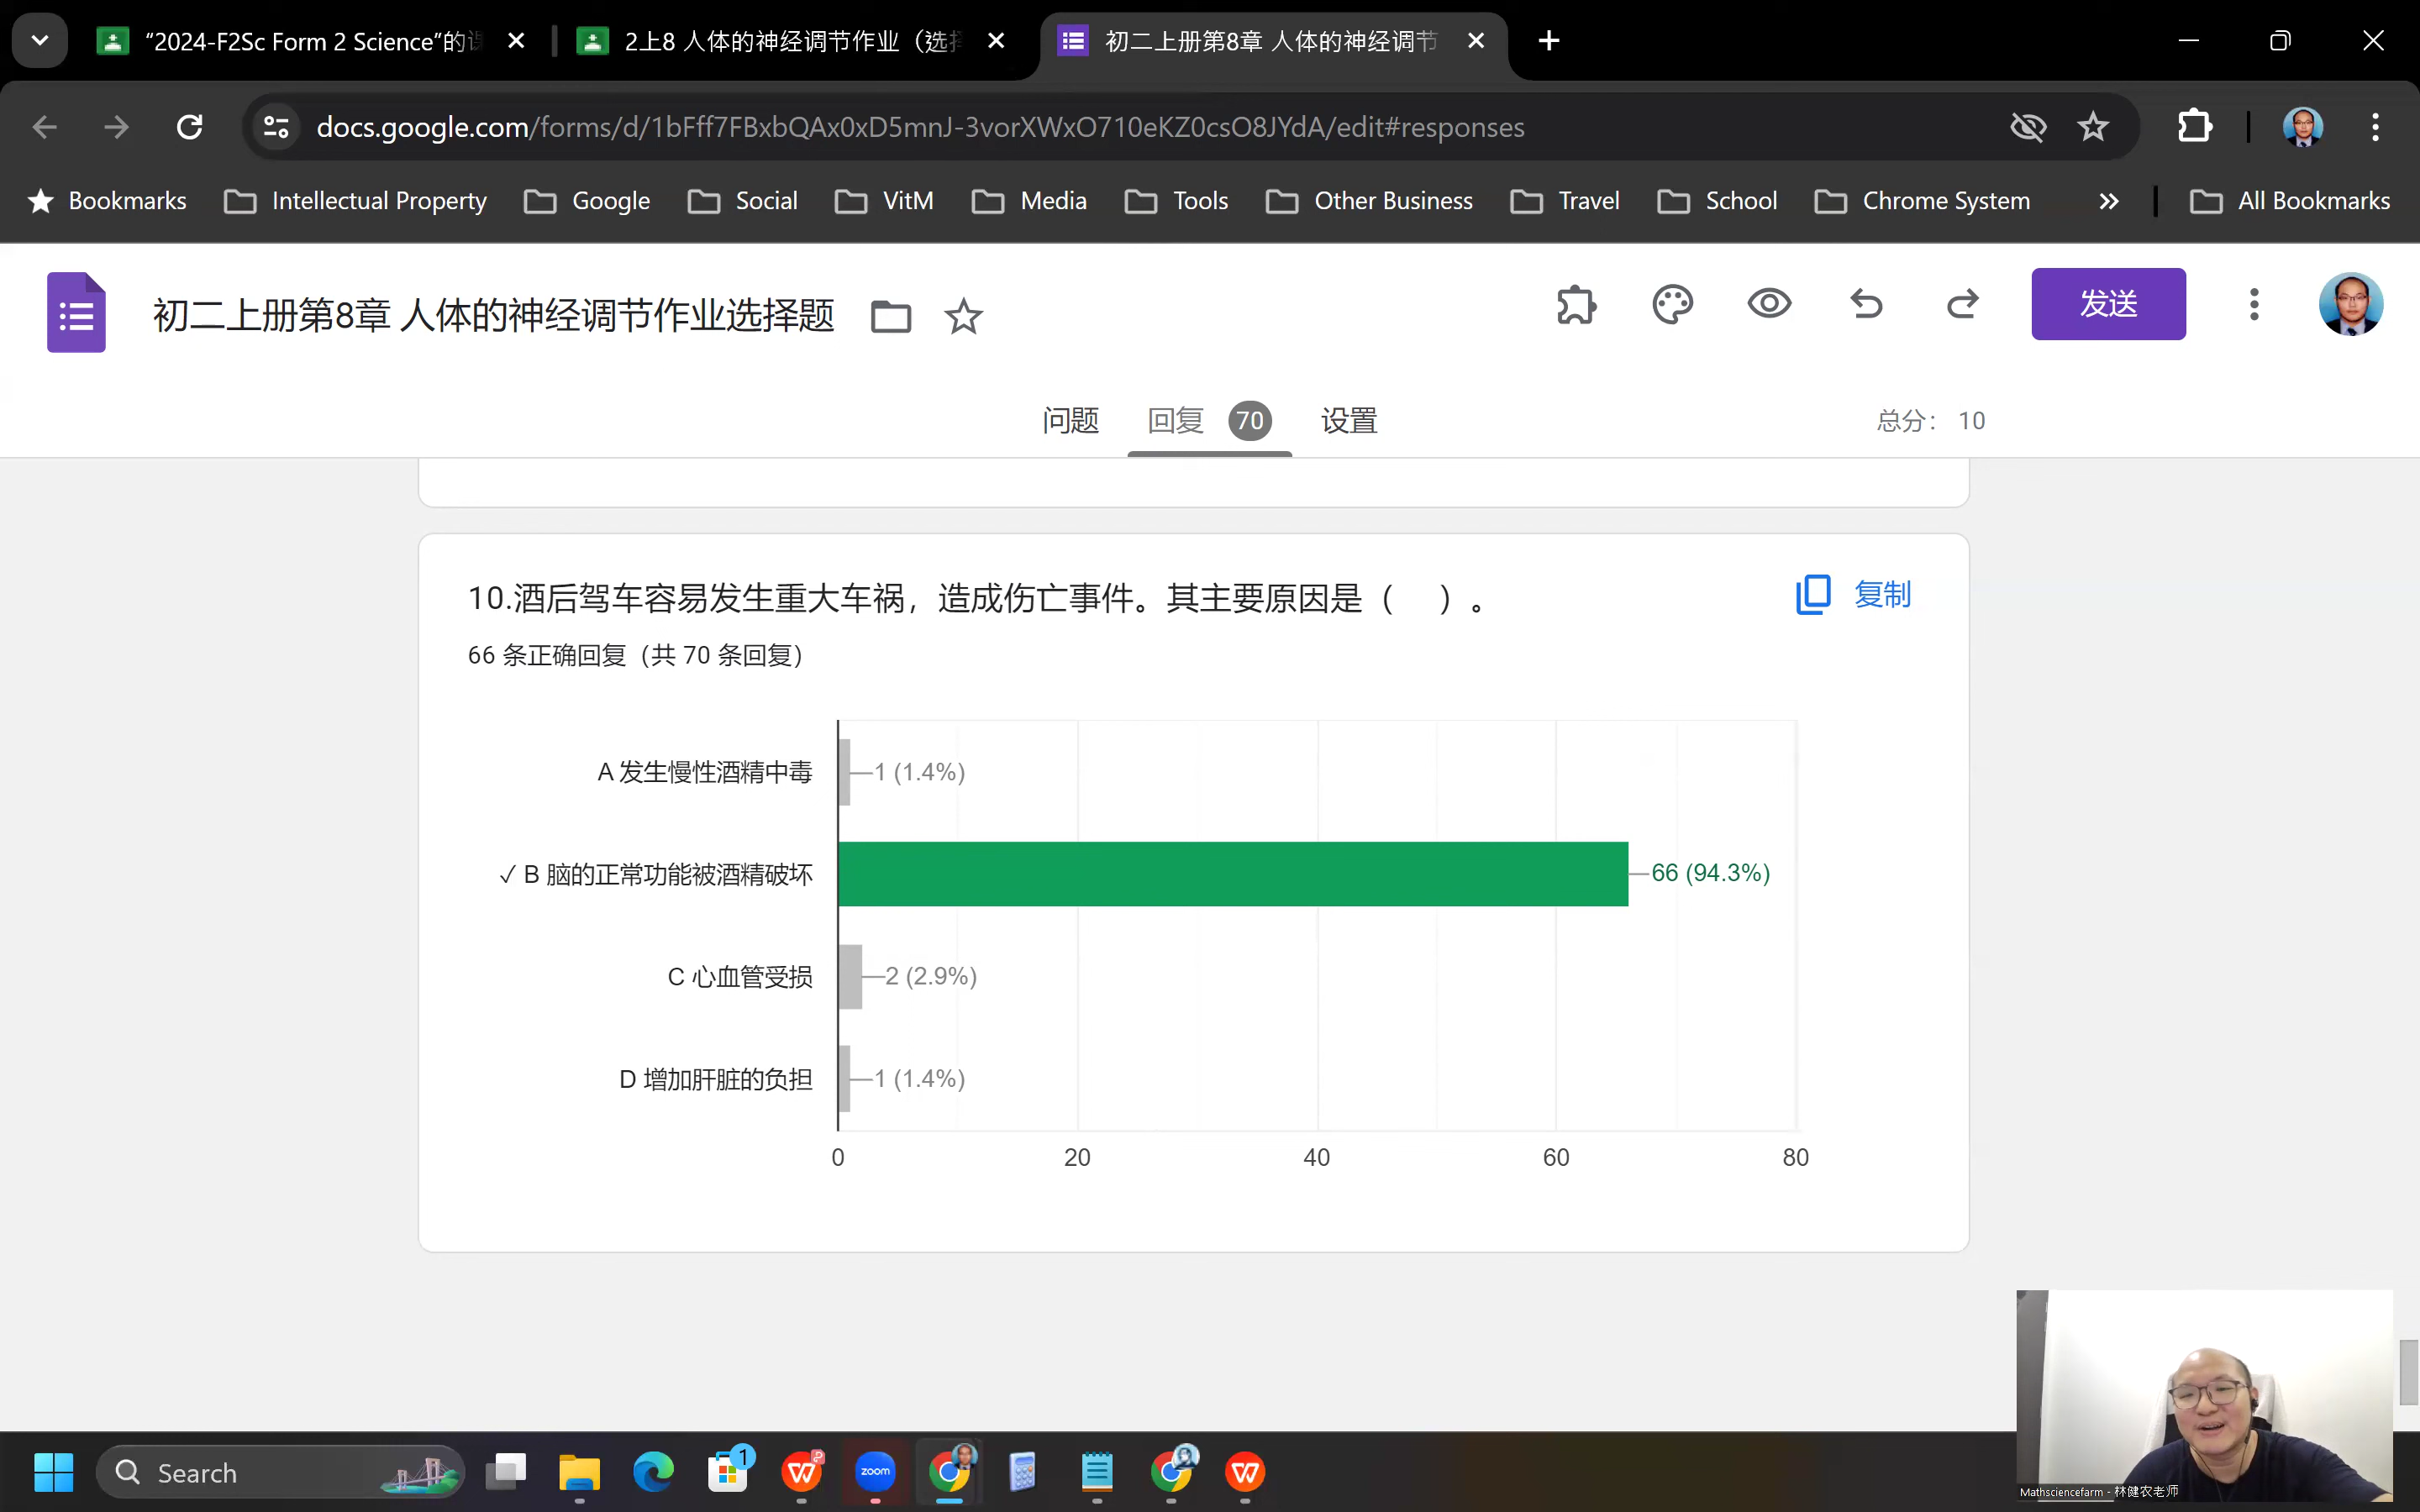 “2024-F2Sc Form 2 Science”的
2上8 人体的神经调节作业（选
初二上册第8章 人体的神经调节
docs.google.com/forms/d/1bFff7FBxbQAx0xD5mnJ-3vorXWxO710eKZ0csO8JYdA/edit#responses
Bookmarks Intellectual Property Google Social VitM Media Tools Other Business Travel School Chrome System » All Bookmarks
初二上册第8章 人体的神经调节作业选择题
发送
问题 回复 70 设置 总分： 10
10.酒后驾车容易发生重大车祸，造成伤亡事件。其主要原因是（ ）。
复制
66 条正确回复（共 70 条回复）
A 发生慢性酒精中毒 1 (1.4%)
✓ B 脑的正常功能被酒精破坏 66 (94.3%)
C 心血管受损 2 (2.9%)
D 增加肝脏的负担 1 (1.4%)
0 20 40 60 80
Mathsciencefarm - 林健农老师
Search
1
zoom